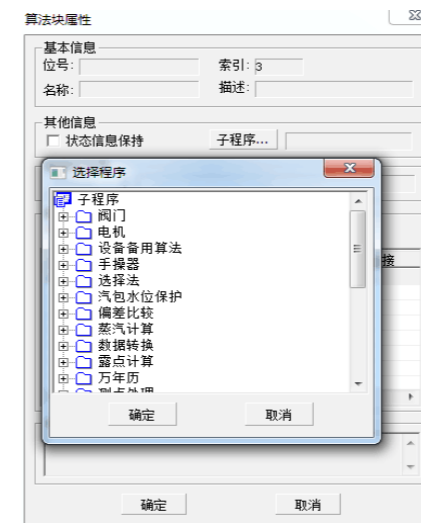 算法块属性
基本信息
位号: 索引: 3
名称: 描述:
其他信息
状态信息保持 子程序...
选择程序
子程序
阀门
电机
设备备用算法
手操器
选择法
接
汽包水位保护
偏差比较
蒸汽计算
数据转换
露点计算
万年历
测点处理
确定 取消
确定 取消